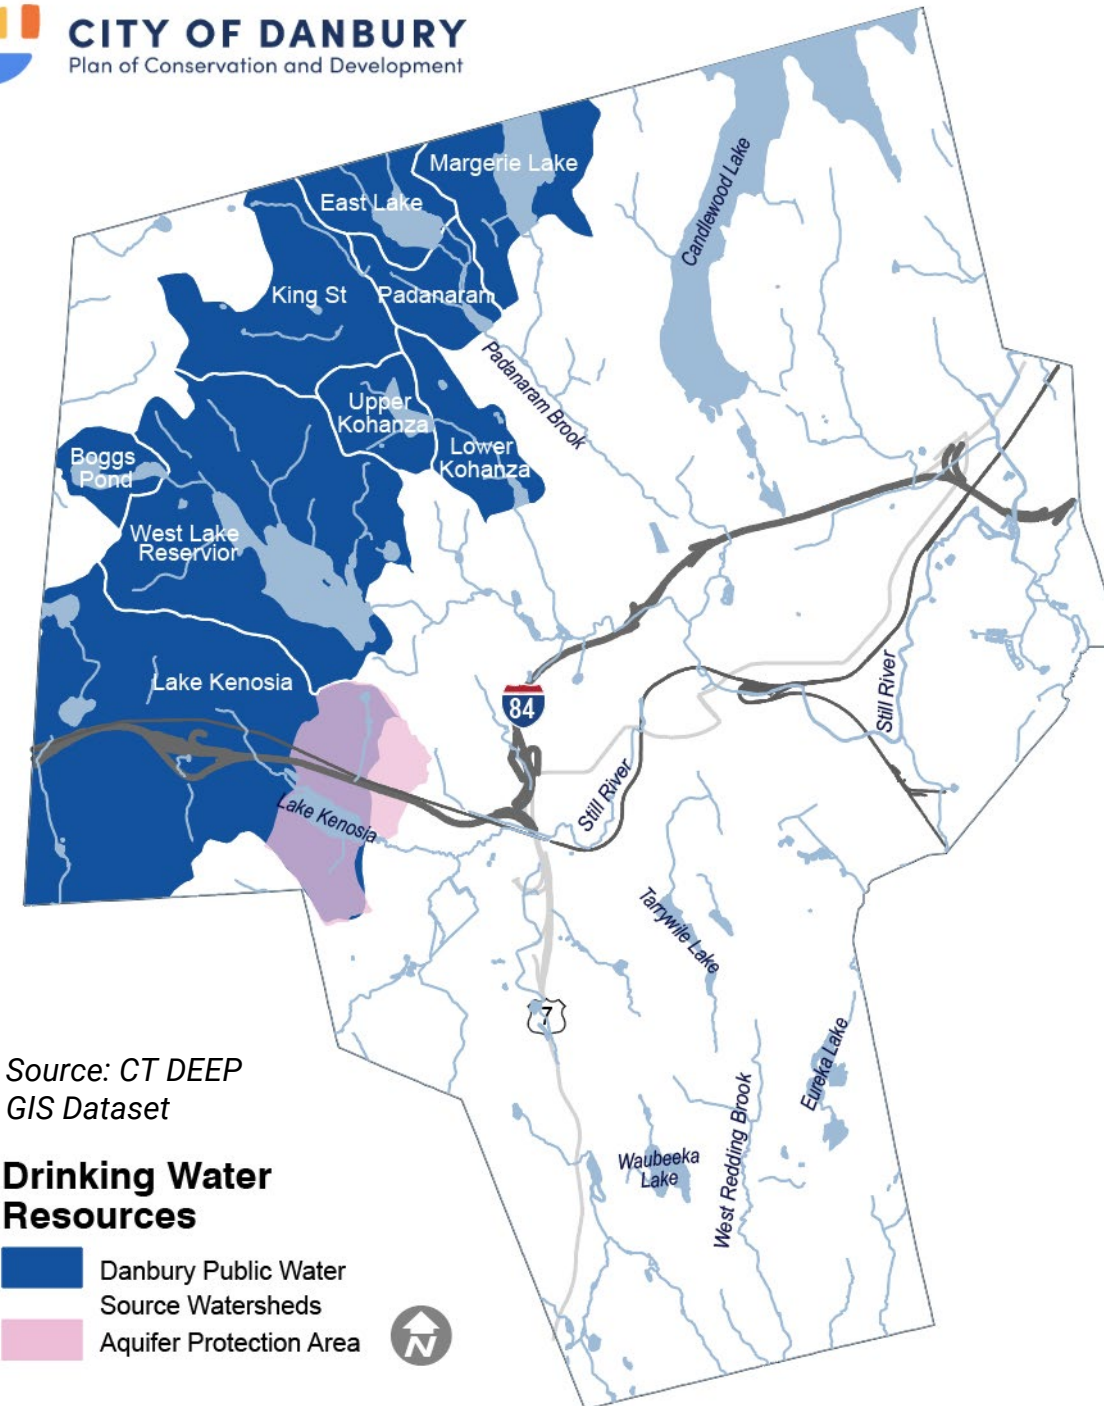 CITY OF DANBURY
Plan of Conservation and Development
Margerie Lake
East Lake
Candlewood Lake
King St
Padanaram
Padanaram Brook
Upper
Kohanza
Lower
Kohanza
Boggs
Pond
West Lake
Reservior
Lake Kenosia
84
Still River
Still River
Lake Kenosia
Tarrywile Lake
7
Eureka Lake
West Redding Brook
Waubeeka
Lake
Source: CT DEEP
GIS Dataset
Drinking Water
Resources
Danbury Public Water
Source Watersheds
Aquifer Protection Area
N